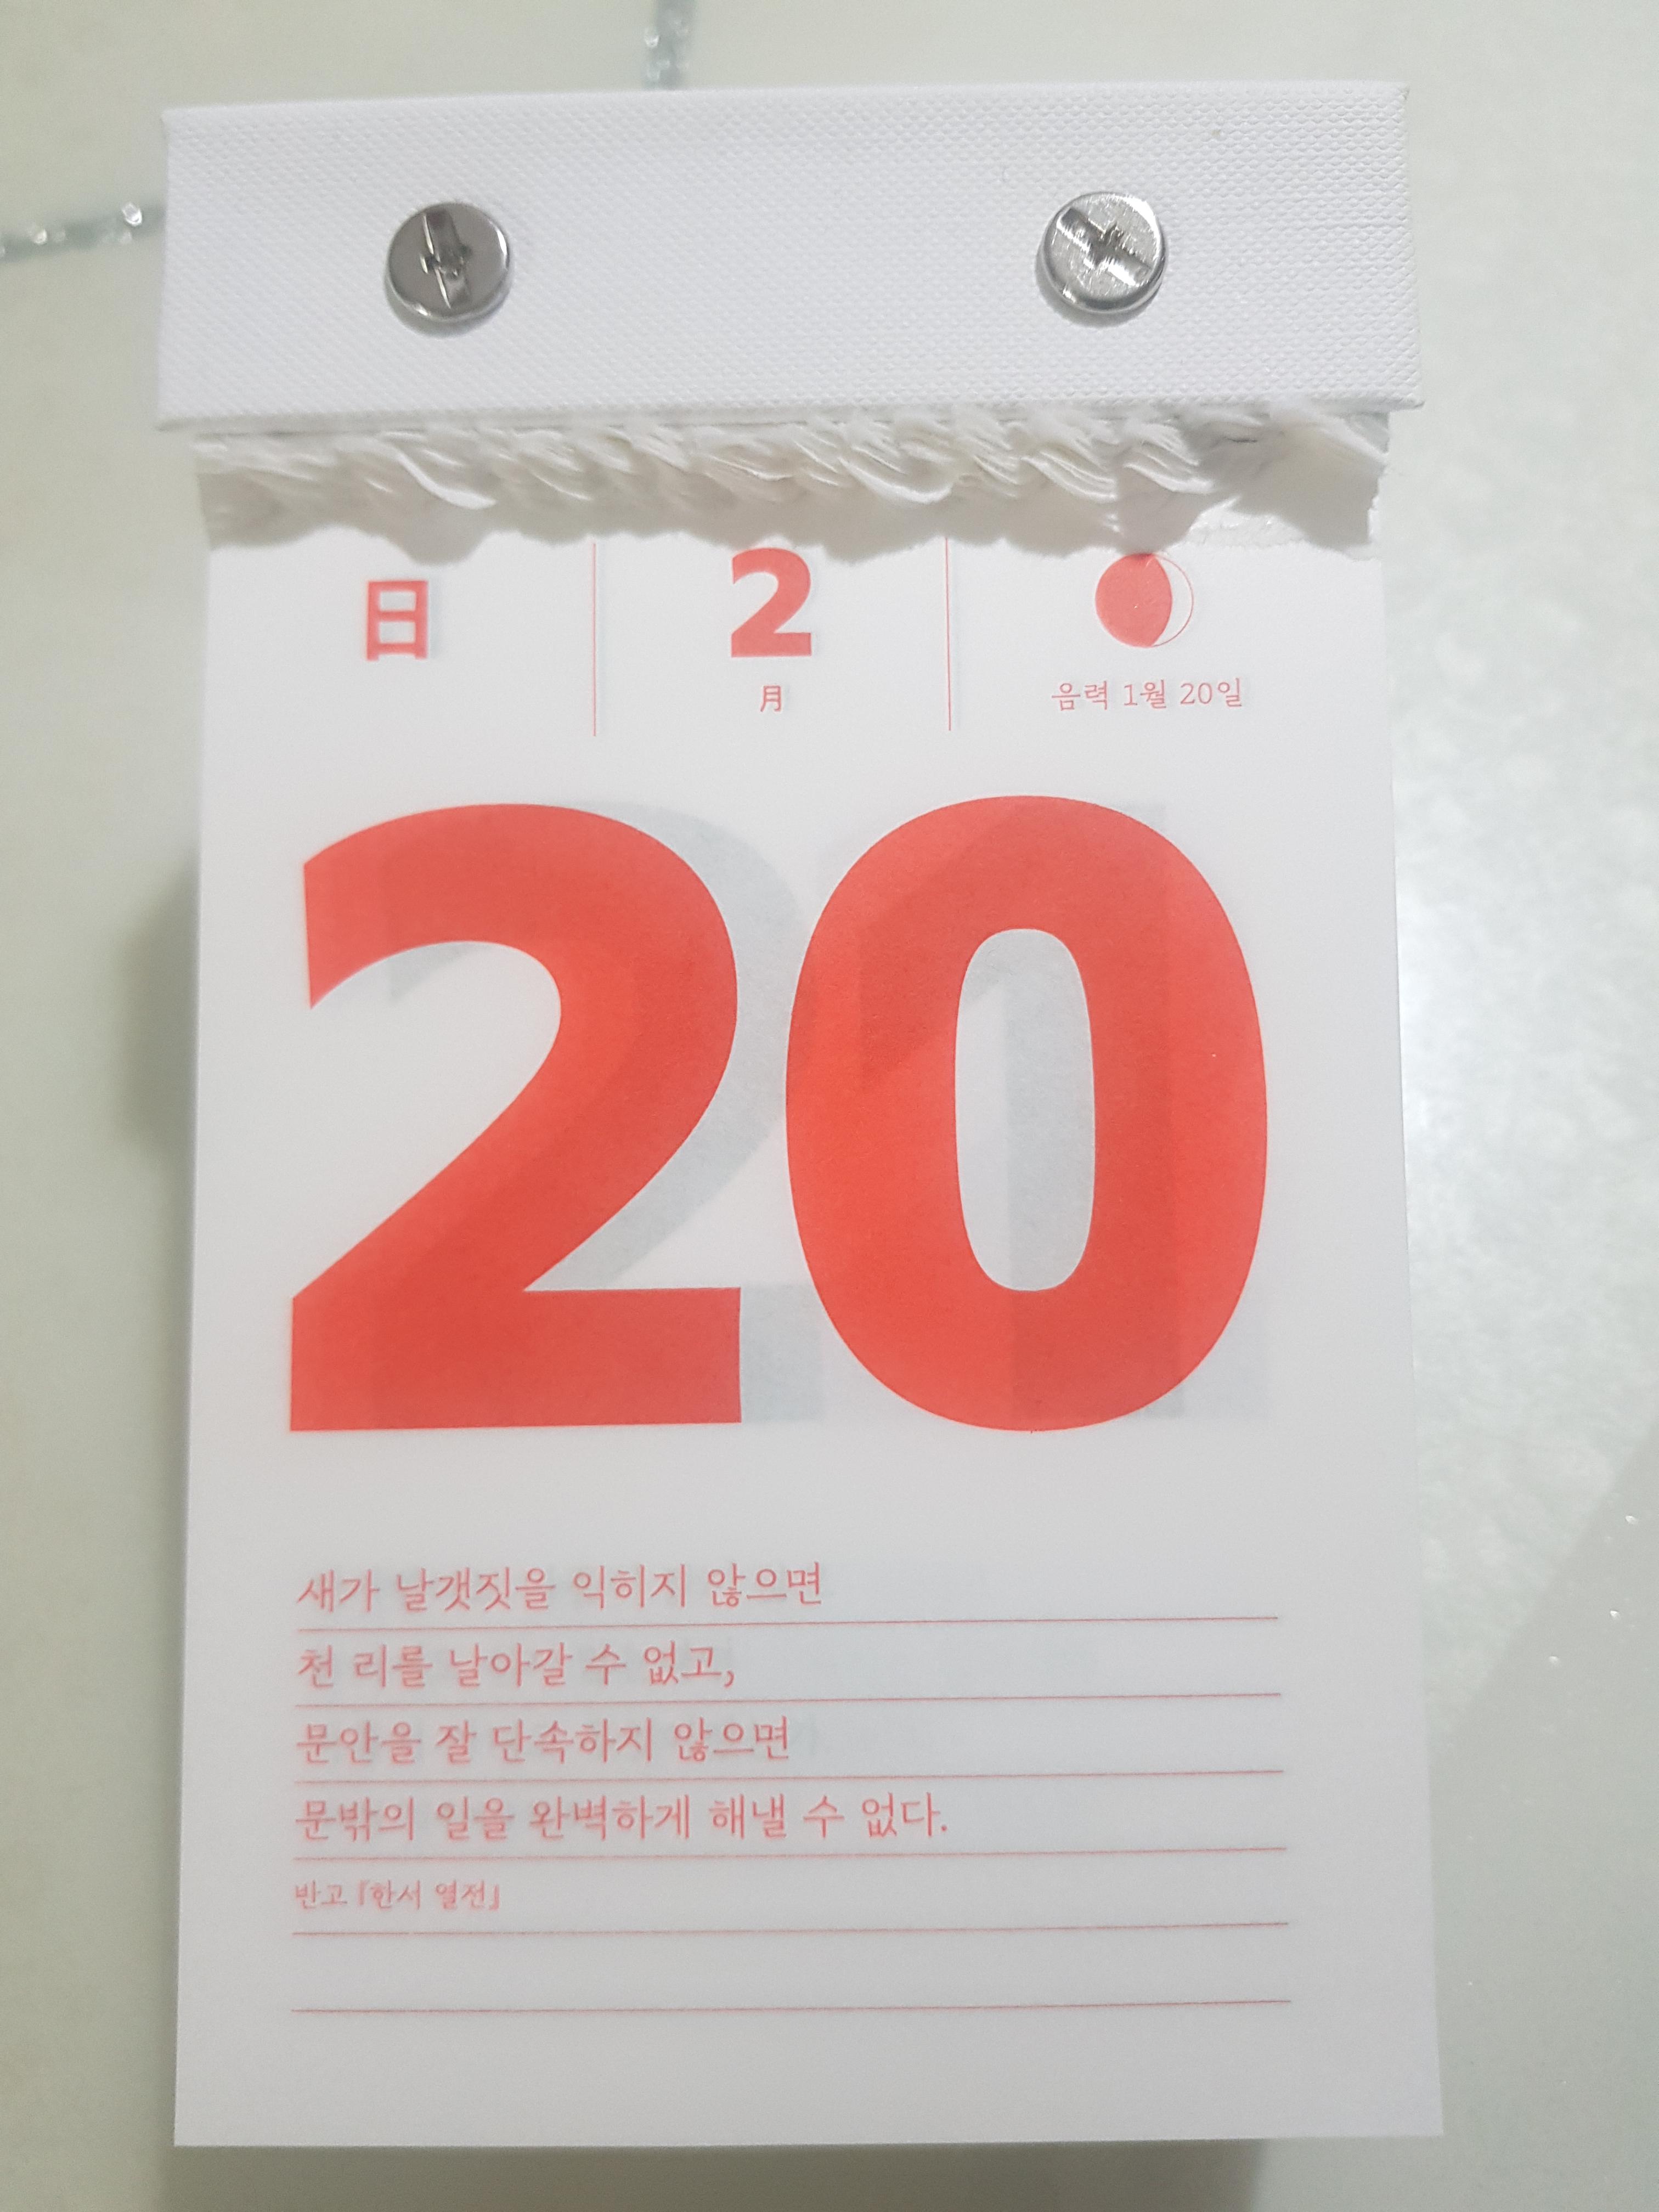 日
2
月
음력 1월 20일
20
새가 날갯짓을 익히지 않으면
천 리를 날아갈 수 없고,
문안을 잘 단속하지 않으면
문밖의 일을 완벽하게 해낼 수 없다.
반고 『한서 열전』